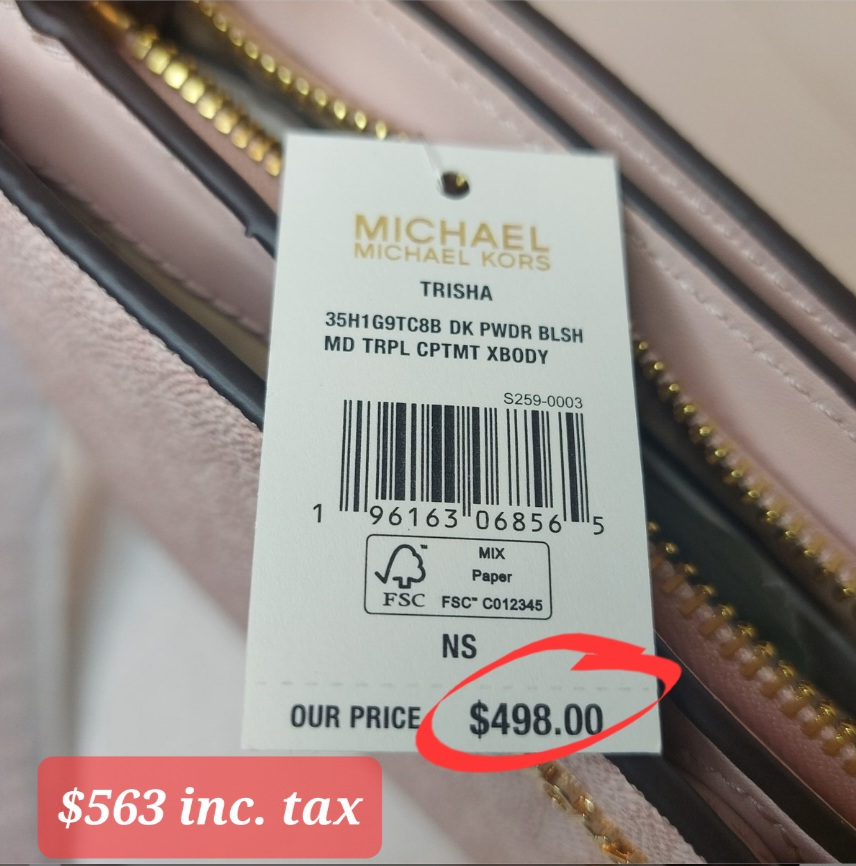 MICHAEL
MICHAEL KORS
TRISHA
35H1G9TC8B DK PWDR BLSH
MD TRPL CPTMT XBODY
S259-0003
1 96163 06856 5
FSC™
MIX
Paper
FSC™ C012345
NS
OUR PRICE $498.00
$563 inc. tax